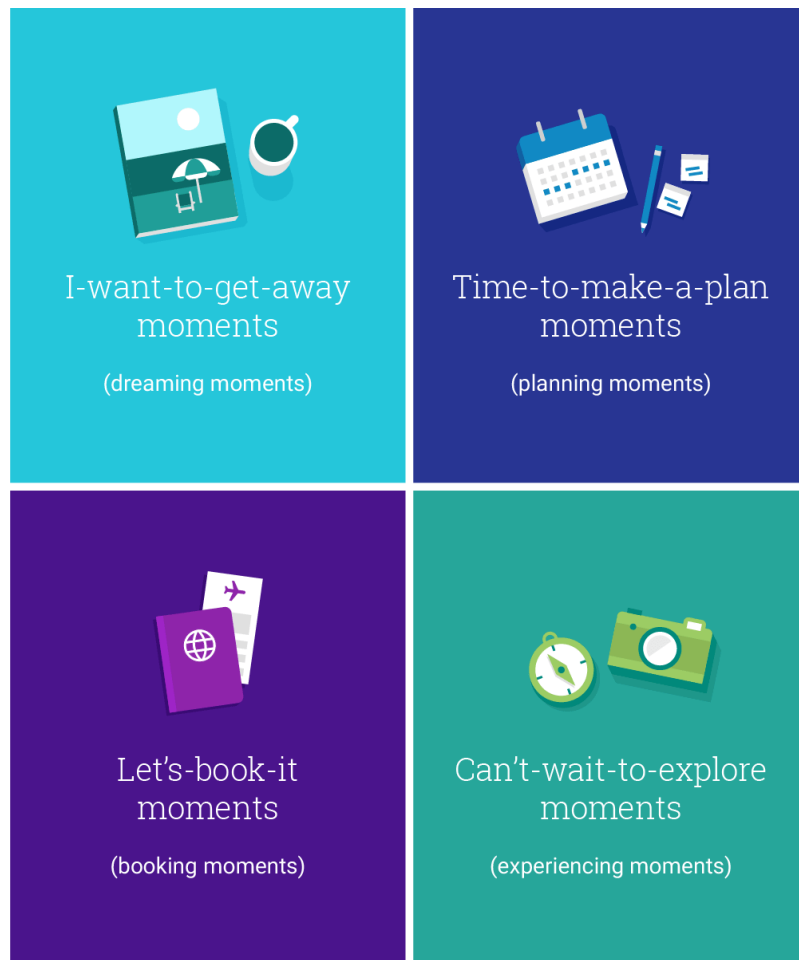 I-want-to-get-away
moments
(dreaming moments)
Time-to-make-a-plan
moments
(planning moments)
Let’s-book-it
moments
(booking moments)
Can’t-wait-to-explore
moments
(experiencing moments)